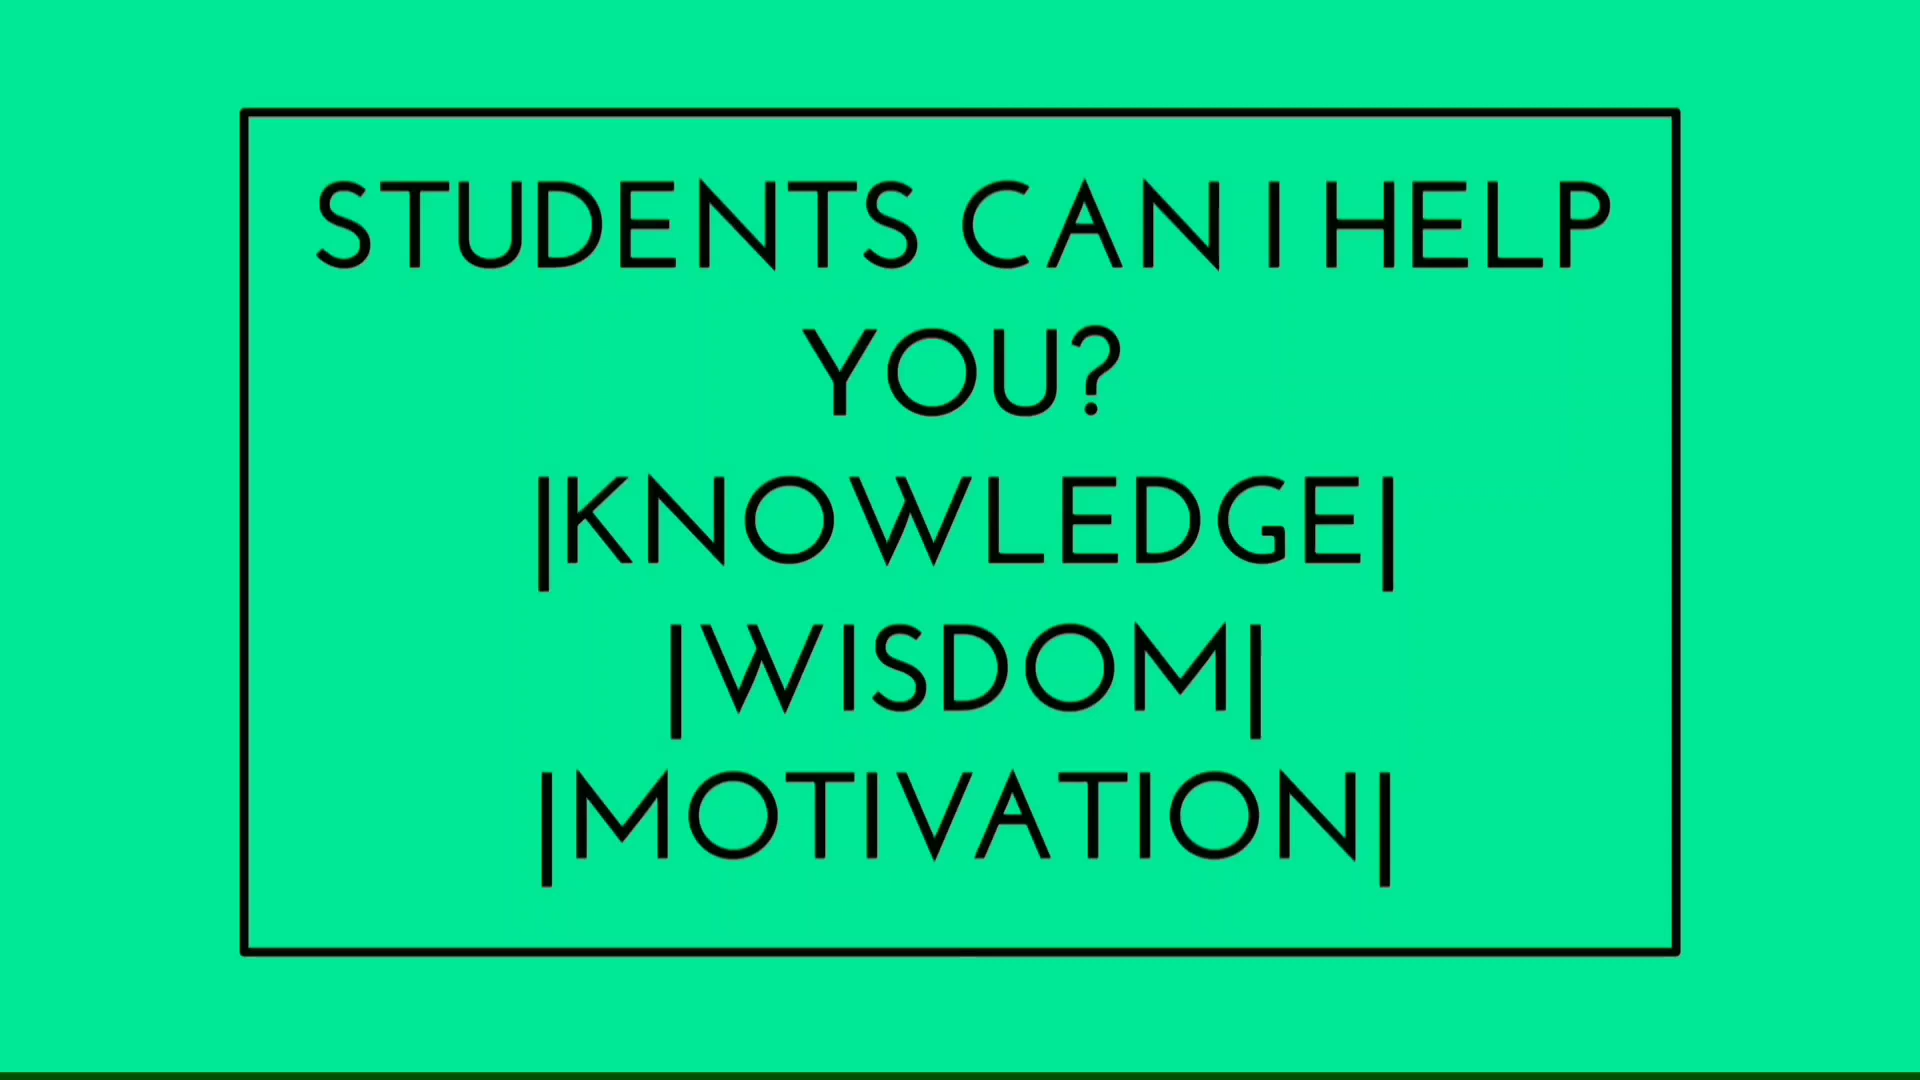 STUDENTS CAN I HELP
YOU?
|KNOWLEDGE|
|WISDOM|
|MOTIVATION|